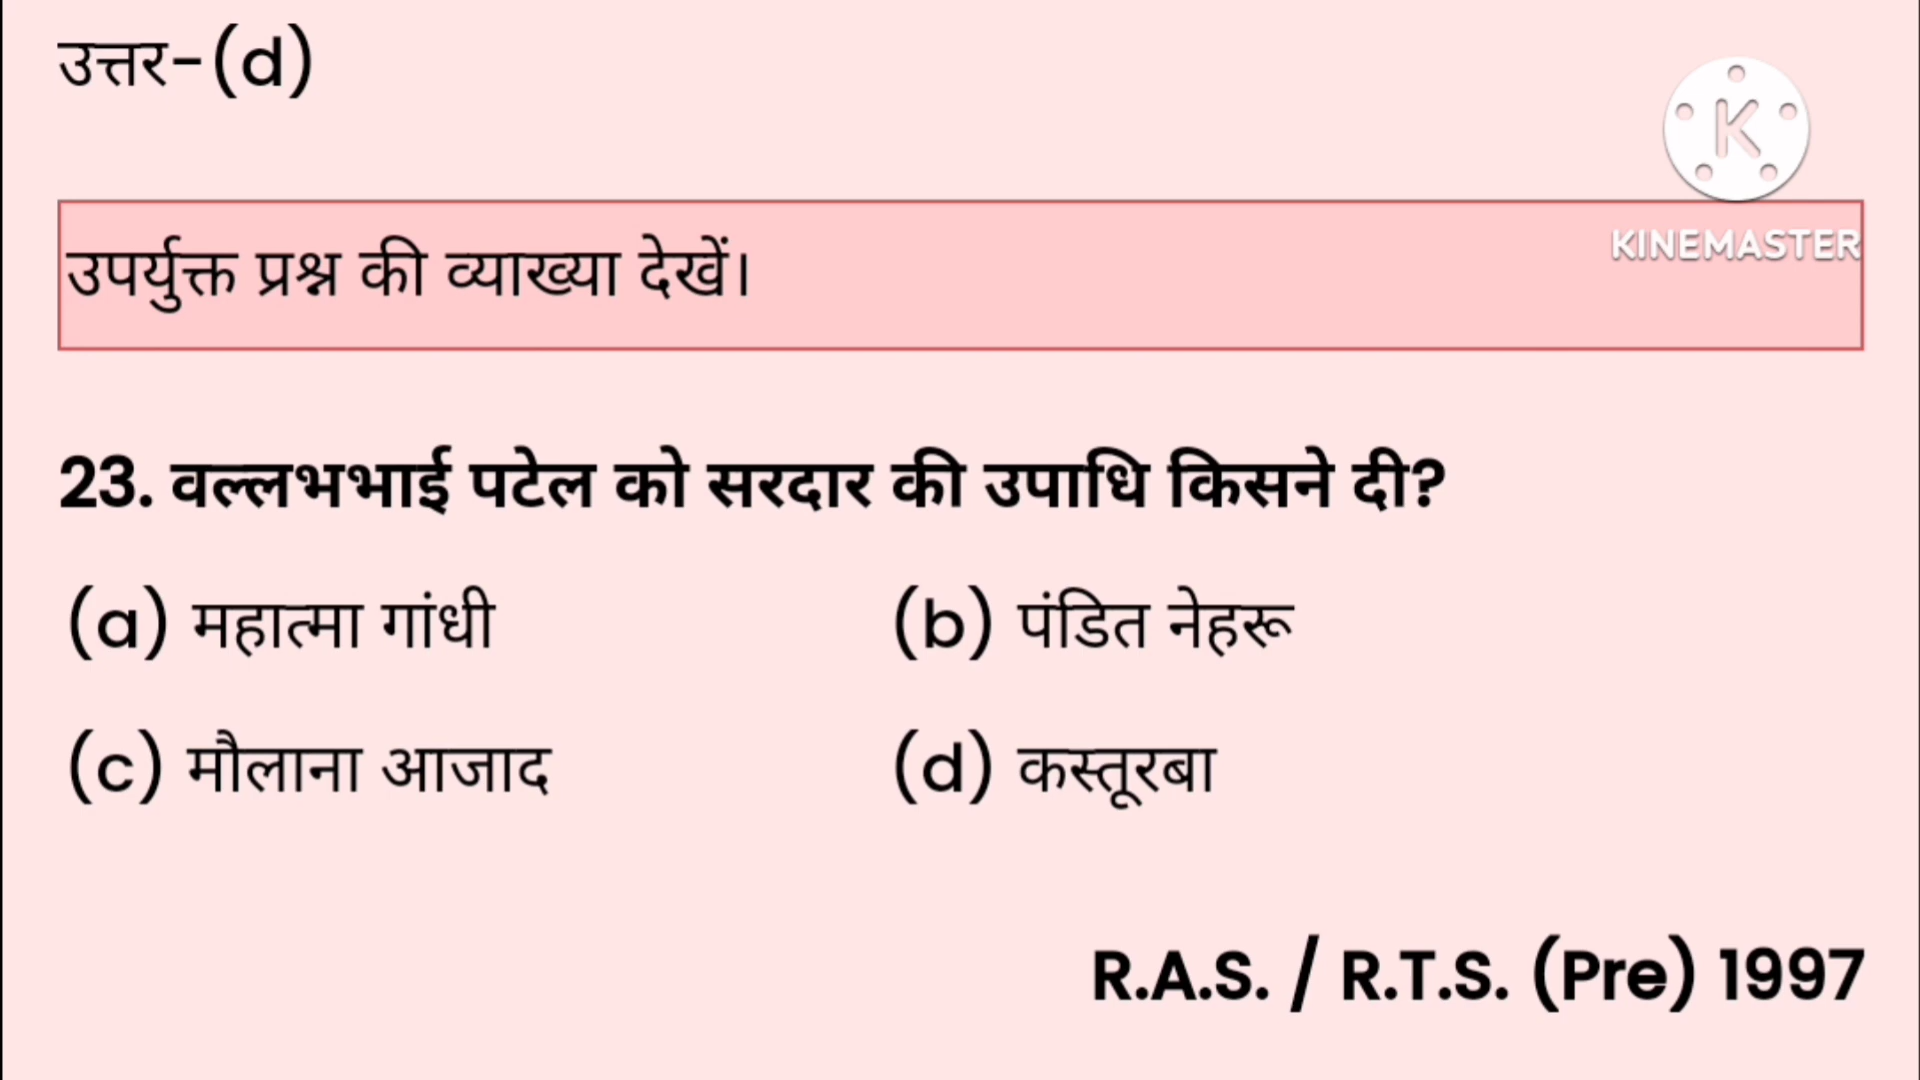 उत्तर-(d)
K
KINEMASTER
उपर्युक्त प्रश्न की व्याख्या देखें।
23. वल्लभभाई पटेल को सरदार की उपाधि किसने दी?
(a) महात्मा गांधी (b) पंडित नेहरू
(c) मौलाना आजाद (d) कस्तूरबा
R.A.S. / R.T.S. (Pre) 1997